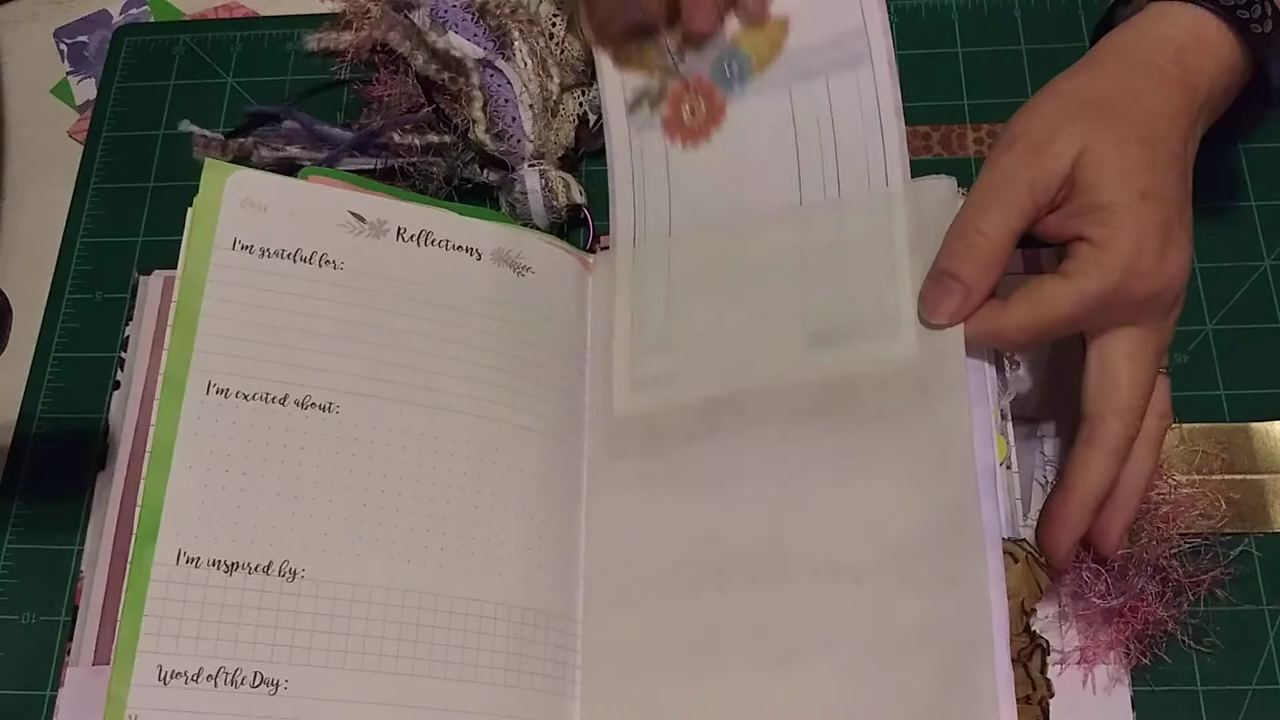 Reflections
I'm grateful for:
I'm excited about:
I'm inspired by:
Word of the Day: